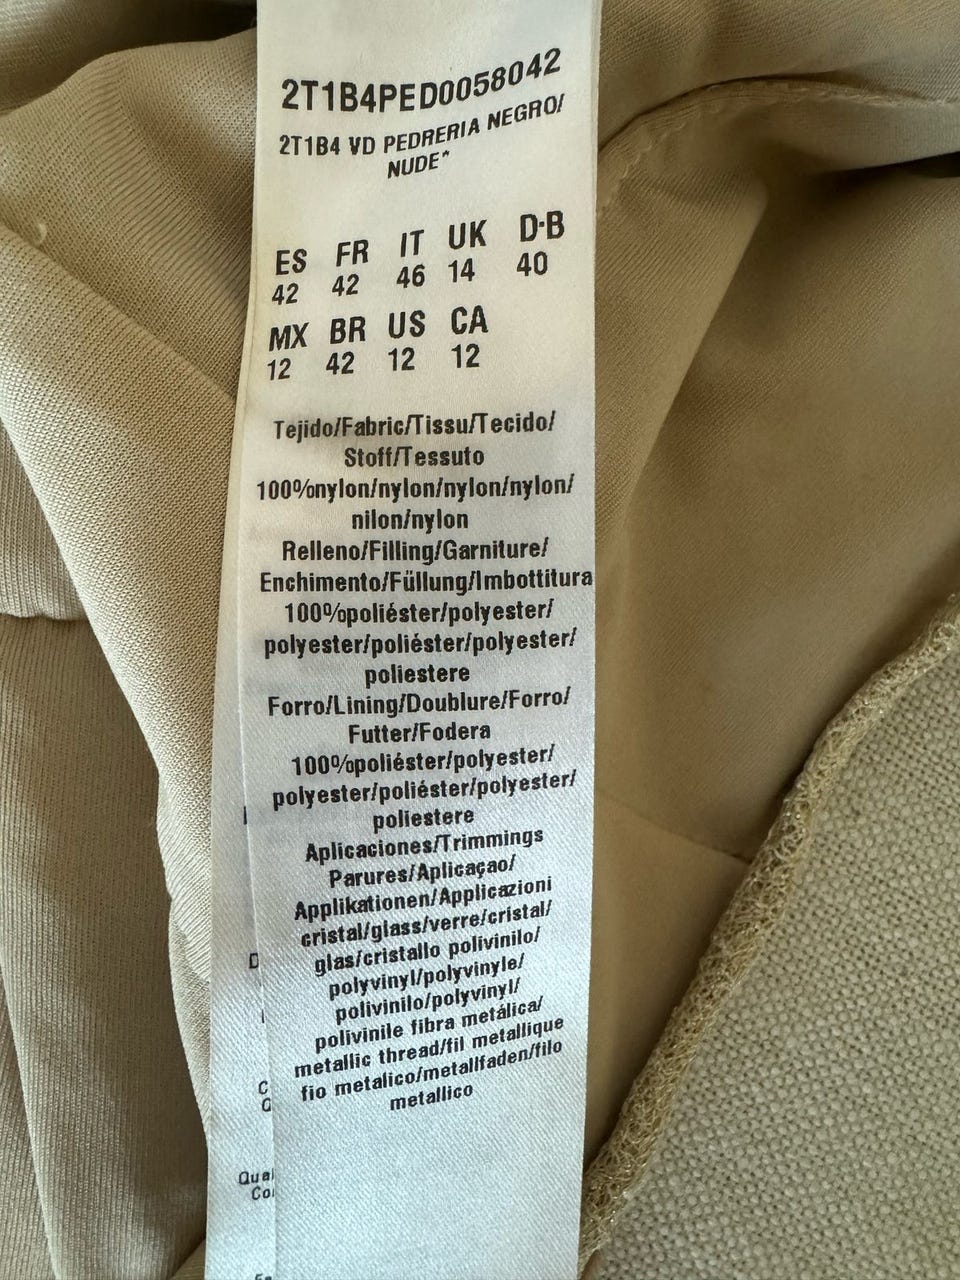 2T1B4PED0058042
2T1B4 VD PEDRERIA NEGRO/
NUDE*
ES FR IT UK D·B
42 42 46 14 40
MX BR US CA
12 42 12 12
Tejido/Fabric/Tissu/Tecido/
Stoff/Tessuto
100%nylon/nylon/nylon/nylon/
nilon/nylon
Relleno/Filling/Garniture/
Enchimento/Füllung/Imbottitura
100%poliéster/polyester/
polyester/poliéster/polyester/
poliestere
Forro/Lining/Doublure/Forro/
Futter/Fodera
100%poliéster/polyester/
polyester/poliéster/polyester/
poliestere
Aplicaciones/Trimmings
Parures/Aplicaçao/
Applikationen/Applicazioni
cristal/glass/verre/cristal/
glas/cristallo polivinilo/
polyvinyl/polyvinyle/
polivinilo/polyvinyl/
polivinile fibra metálica/
metallic thread/fil metallique
fio metalico/metallfaden/filo
metallico